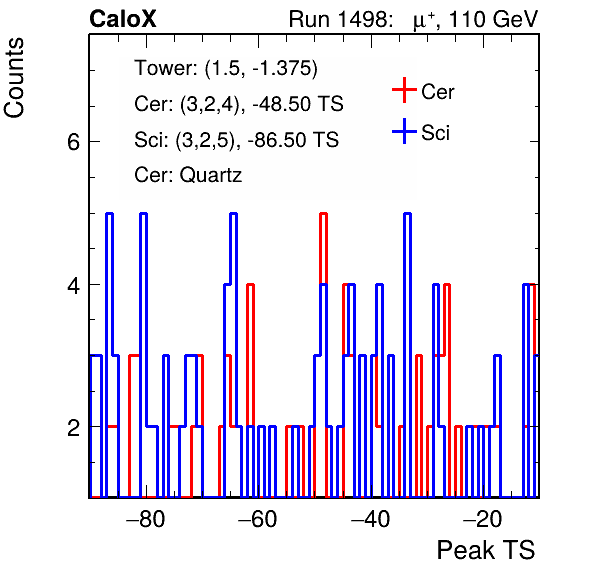 CaloX Run 1498: μ⁺, 110 GeV
Counts
Tower: (1.5, -1.375)
Cer: (3,2,4), -48.50 TS
Sci: (3,2,5), -86.50 TS
Cer: Quartz
Cer
Sci
6
4
2
−80 −60 −40 −20
Peak TS